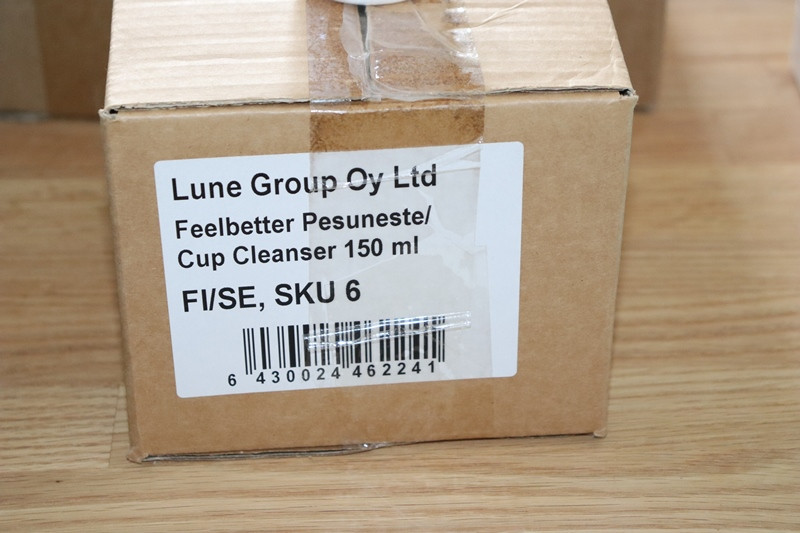 Lune Group Oy Ltd
Feelbetter Pesuneste/
Cup Cleanser 150 ml
FI/SE, SKU 6
6 430024 462241